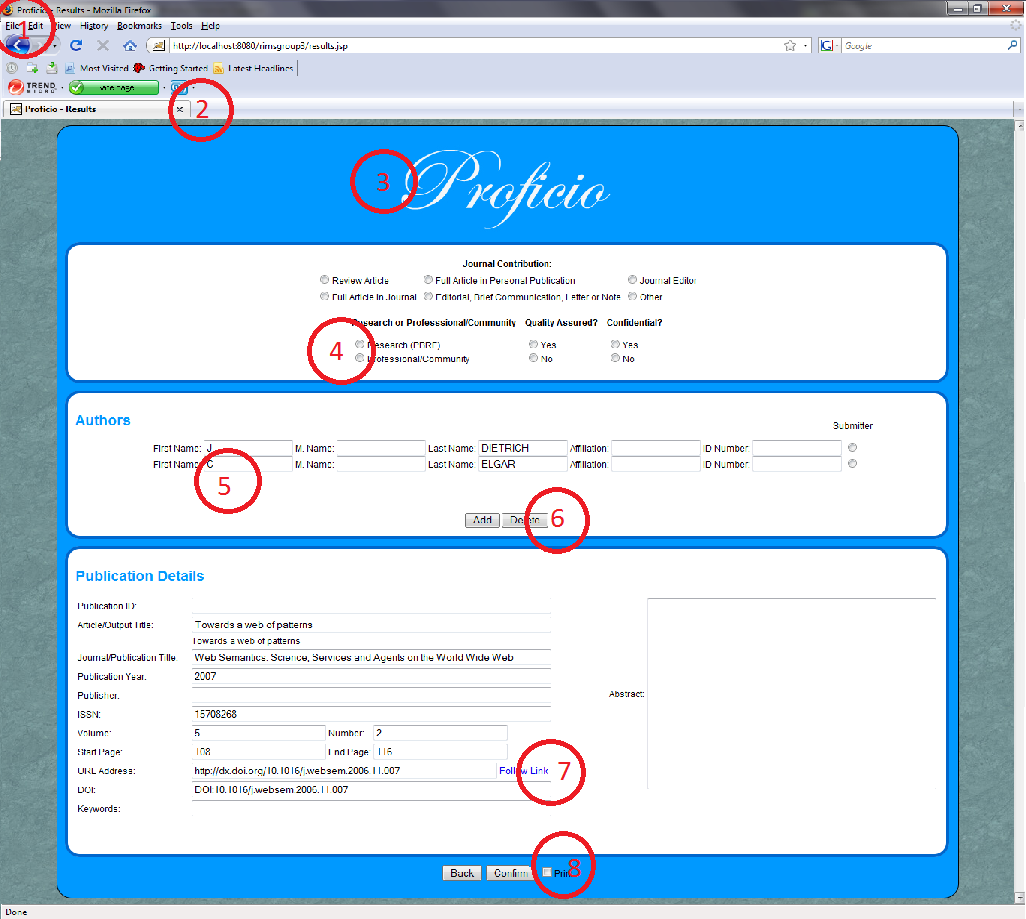 Proficio - Results - Mozilla Firefox
File Edit View History Bookmarks Tools Help
1
http://localhost:8080/rimsgroup8/results.jsp
G Google
Most Visited Getting Started Latest Headlines
TREND MICRO
Proficio - Results
2
3
Proficio
Journal Contribution:
Review Article Full Article in Personal Publication Journal Editor
Full Article in Journal Editorial, Brief Communication, Letter or Note Other
Research or Professsional/Community Quality Assured? Confidential?
4
Research (PBRF) Yes Yes
Professional/Community No No
Authors
Submitter
First Name: J M. Name: Last Name: DIETRICH Affiliation: ID Number:
First Name: C M. Name: Last Name: ELGAR Affiliation: ID Number:
5
Add Delete 6
Publication Details
Publication ID:
Article/Output Title: Towards a web of patterns
Towards a web of patterns
Journal/Publication Title: Web Semantics: Science, Services and Agents on the World Wide Web
Publication Year: 2007
Publisher:
Abstract:
ISSN: 15708268
Volume: 5 Number: 2
Start Page: 108 End Page: 116
URL Address: http://dx.doi.org/10.1016/j.websem.2006.11.007 Follow Link 7
DOI: DOI:10.1016/j.websem.2006.11.007
Keywords:
Back Confirm Print 8
Done